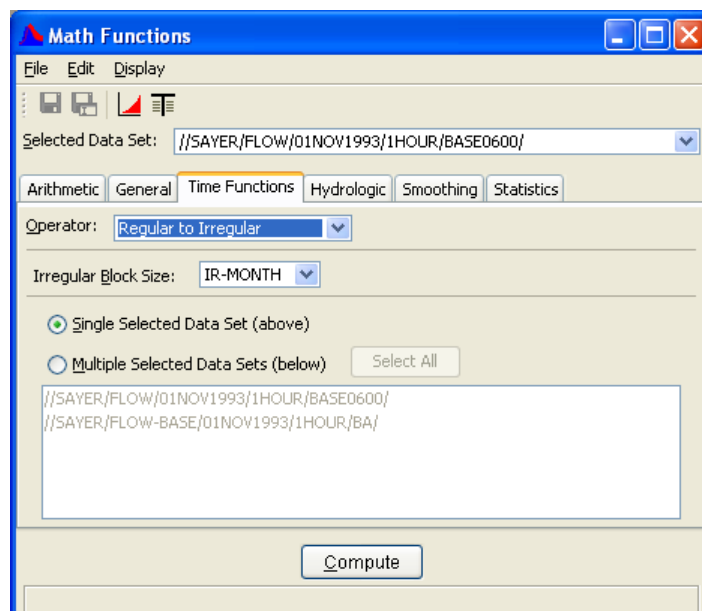 Math Functions
File Edit Display
Selected Data Set: //SAYER/FLOW/01NOV1993/1HOUR/BASE0600/
Arithmetic General Time Functions Hydrologic Smoothing Statistics
Operator: Regular to Irregular
Irregular Block Size: IR-MONTH
Single Selected Data Set (above)
Multiple Selected Data Sets (below) Select All
//SAYER/FLOW/01NOV1993/1HOUR/BASE0600/
//SAYER/FLOW-BASE/01NOV1993/1HOUR/BA/
Compute